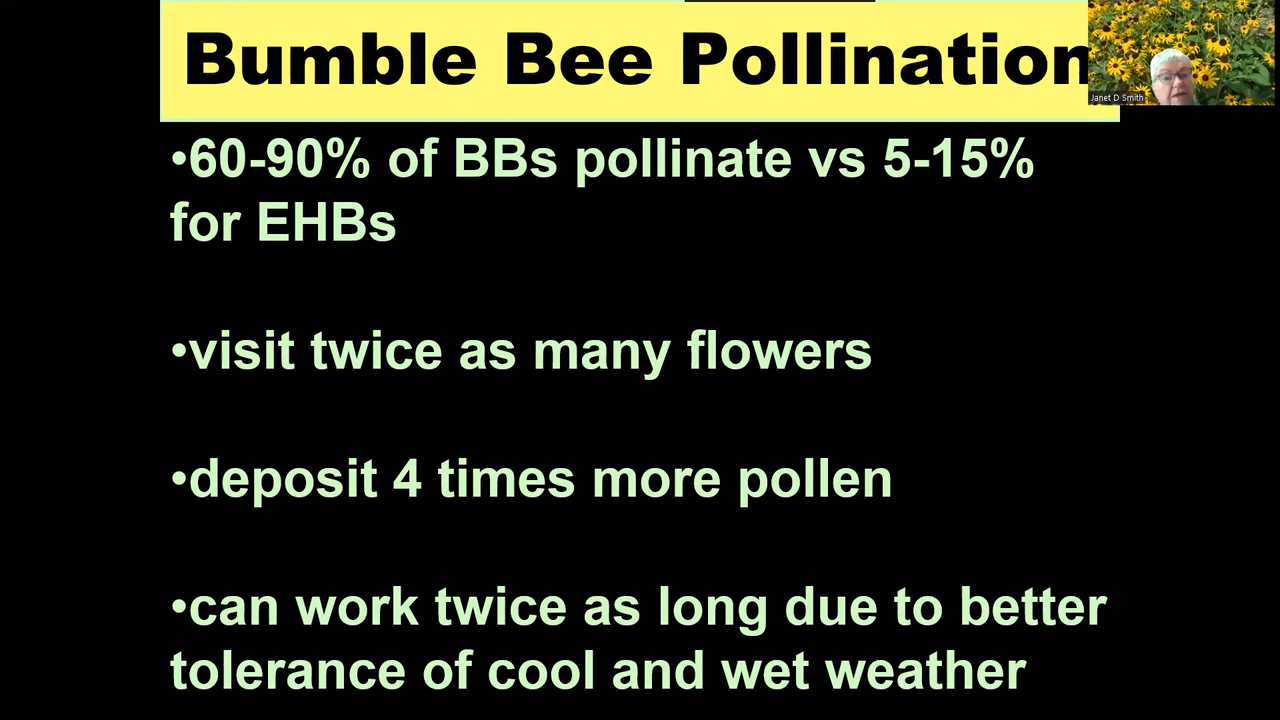 Bumble Bee Pollination
Janet D Smith
•60-90% of BBs pollinate vs 5-15%
for EHBs
•visit twice as many flowers
•deposit 4 times more pollen
•can work twice as long due to better
tolerance of cool and wet weather